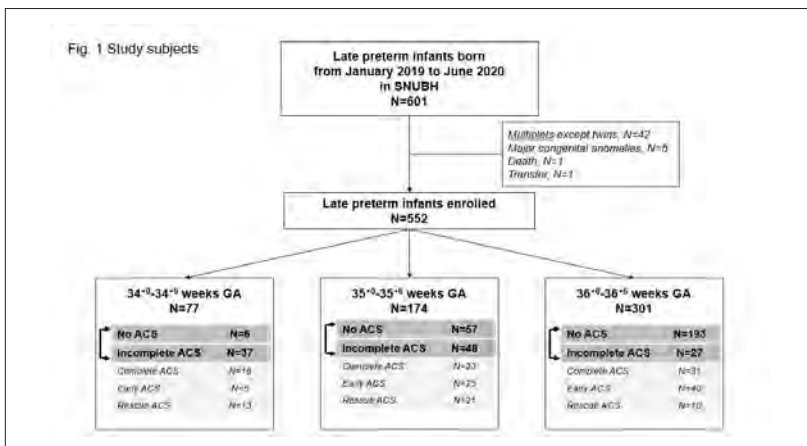 Fig. 1 Study subjects
Late preterm infants born
from January 2019 to June 2020
in SNUBH
N=601
Multiplets except twins, N=42
Major congenital anomalies, N=5
Death, N=1
Transfer, N=1
Late preterm infants enrolled
N=552
34⁺⁰-34⁺⁶ weeks GA
N=77
No ACS N=6
Incomplete ACS N=37
Complete ACS N=16
Early ACS N=5
Rescue ACS N=13
35⁺⁰-35⁺⁶ weeks GA
N=174
No ACS N=57
Incomplete ACS N=48
Complete ACS N=23
Early ACS N=25
Rescue ACS N=21
36⁺⁰-36⁺⁶ weeks GA
N=301
No ACS N=193
Incomplete ACS N=27
Complete ACS N=31
Early ACS N=40
Rescue ACS N=10